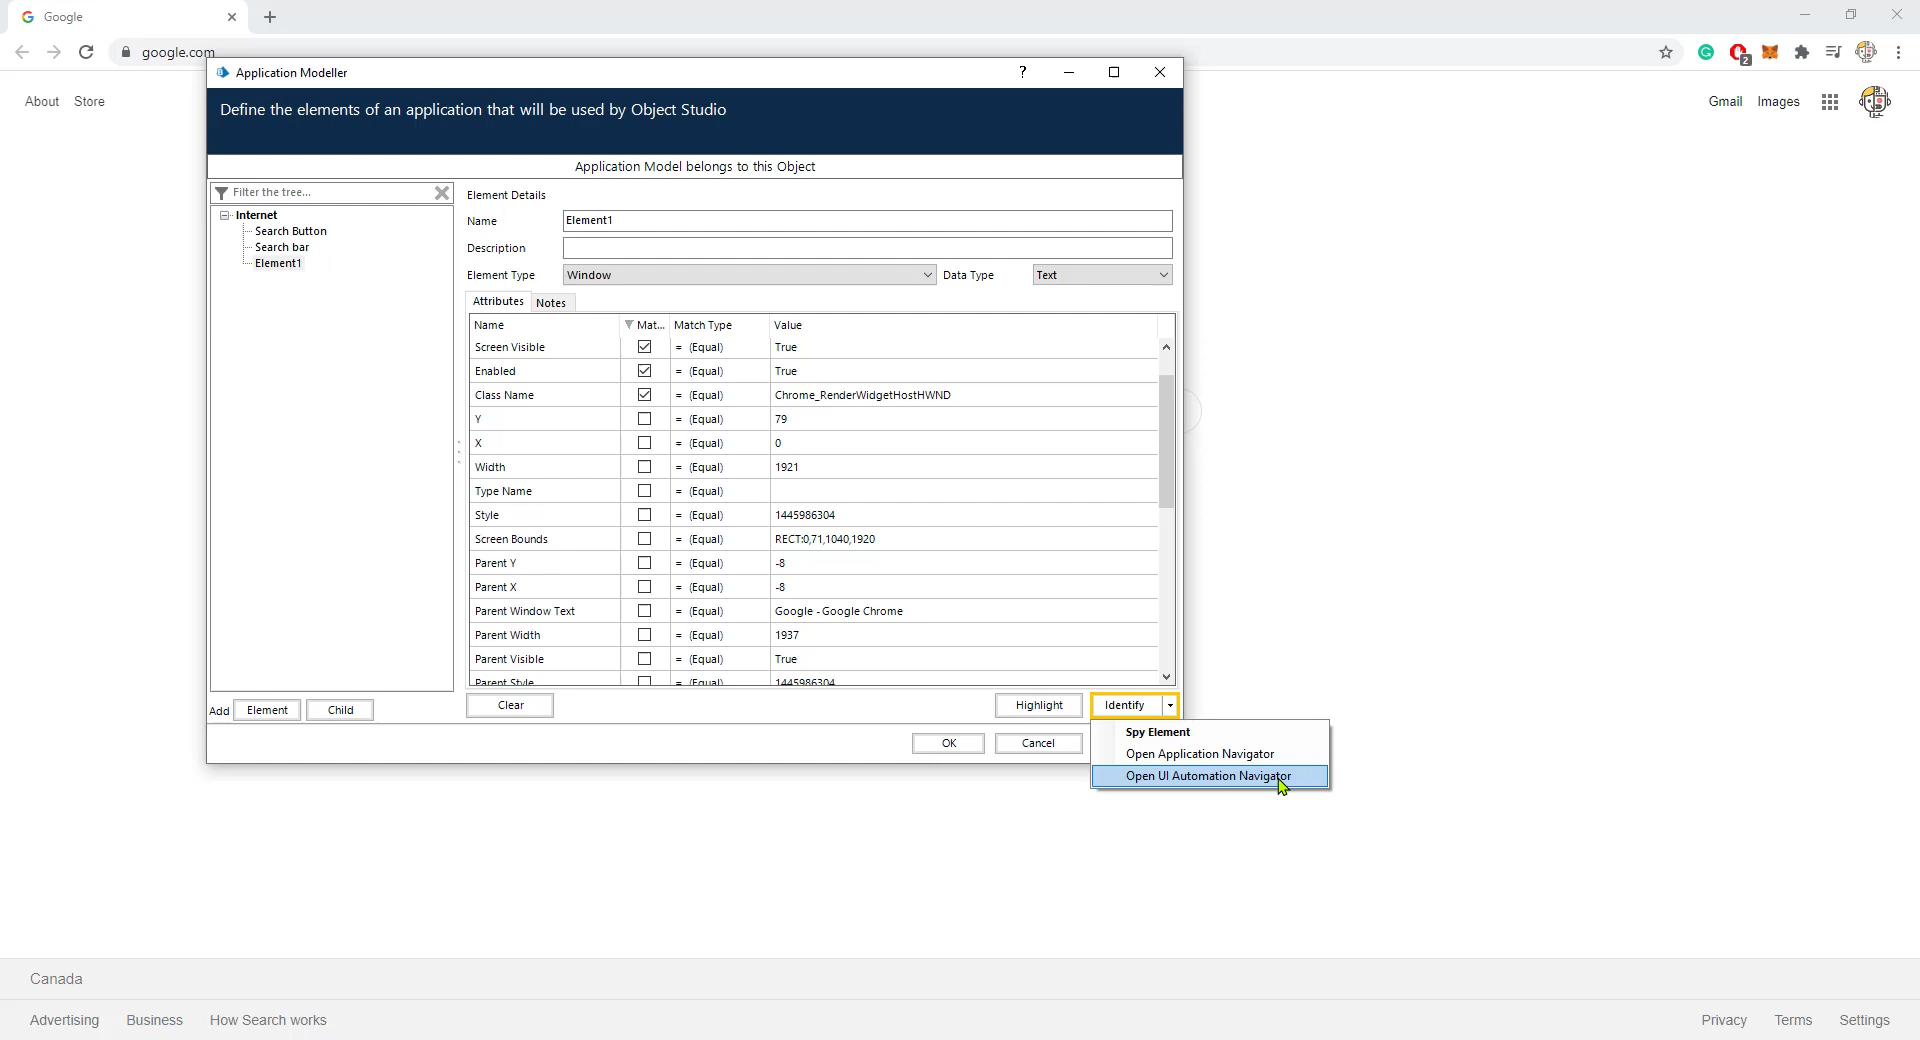 Google
google.com
2
Application Modeller
?
Define the elements of an application that will be used by Object Studio
About Store
Gmail Images
Application Model belongs to this Object
Filter the tree...
Internet
Search Button
Search bar
Element1
Element Details
Name Element1
Description
Element Type Window Data Type Text
Attributes Notes
Name Mat... Match Type Value
Screen Visible = (Equal) True
Enabled = (Equal) True
Class Name = (Equal) Chrome_RenderWidgetHostHWND
Y = (Equal) 79
X = (Equal) 0
Width = (Equal) 1921
Type Name = (Equal)
Style = (Equal) 1445986304
Screen Bounds = (Equal) RECT:0,71,1040,1920
Parent Y = (Equal) -8
Parent X = (Equal) -8
Parent Window Text = (Equal) Google - Google Chrome
Parent Width = (Equal) 1937
Parent Visible = (Equal) True
Parent Style = (Equal) 1445986304
Add Element Child
Clear Highlight Identify
OK Cancel
Spy Element
Open Application Navigator
Open UI Automation Navigator
Canada
Advertising Business How Search works
Privacy Terms Settings